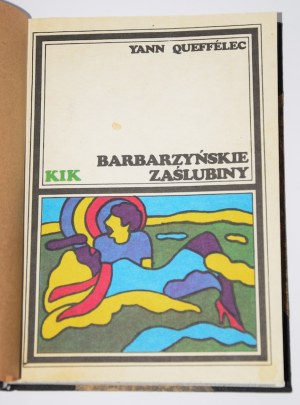 YANN QUEFFÉLEC
BARBARZYŃSKIE
KIK ZAŚLUBINY